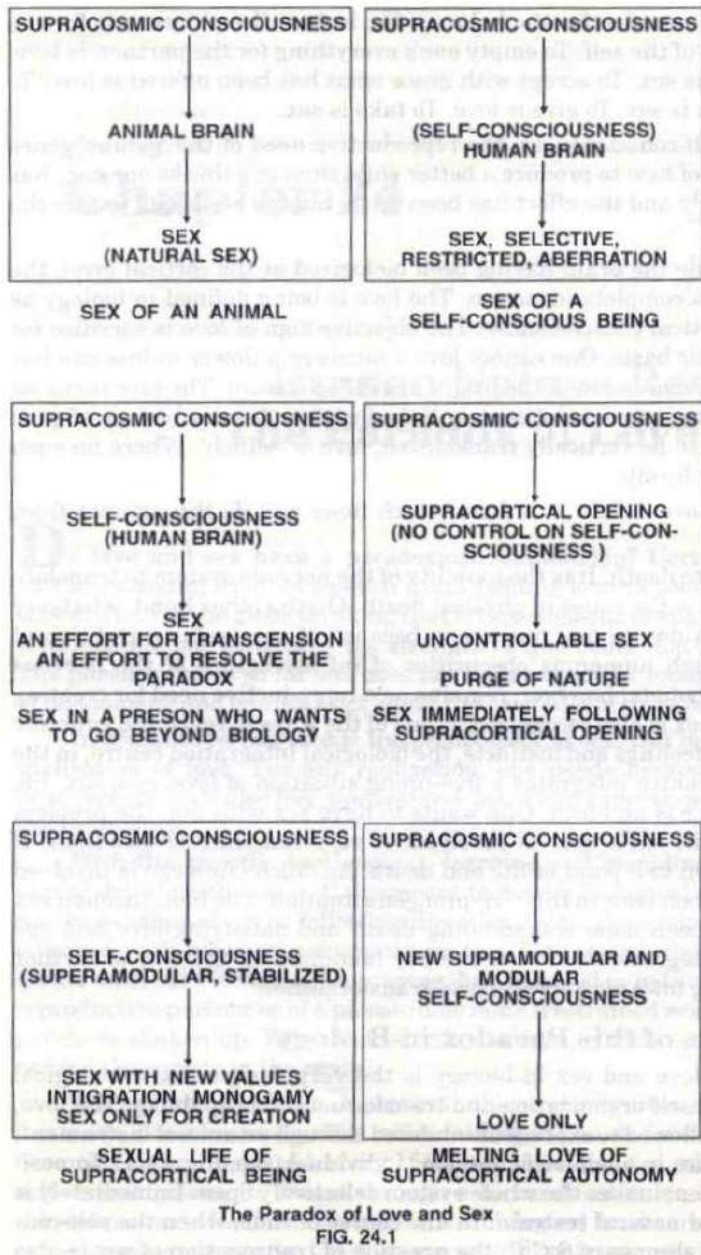 SUPRACOSMIC CONSCIOUSNESS
ANIMAL BRAIN
SEX
(NATURAL SEX)
SEX OF AN ANIMAL
SUPRACOSMIC CONSCIOUSNESS
(SELF-CONSCIOUSNESS)
HUMAN BRAIN
SEX, SELECTIVE,
RESTRICTED, ABERRATION
SEX OF A
SELF-CONSCIOUS BEING
SUPRACOSMIC CONSCIOUSNESS
SELF-CONSCIOUSNESS
(HUMAN BRAIN)
SEX
AN EFFORT FOR TRANSCENSION
AN EFFORT TO RESOLVE THE
PARADOX
SEX IN A PRESON WHO WANTS
TO GO BEYOND BIOLOGY
SUPRACOSMIC CONSCIOUSNESS
SUPRACORTICAL OPENING
(NO CONTROL ON SELF-CON-
SCIOUSNESS )
UNCONTROLLABLE SEX
PURGE OF NATURE
SEX IMMEDIATELY FOLLOWING
SUPRACORTICAL OPENING
SUPRACOSMIC CONSCIOUSNESS
SELF-CONSCIOUSNESS
(SUPERAMODULAR, STABILIZED)
SEX WITH NEW VALUES
INTIGRATION MONOGAMY
SEX ONLY FOR CREATION
SEXUAL LIFE OF
SUPRACORTICAL BEING
SUPRACOSMIC CONSCIOUSNESS
NEW SUPRAMODULAR AND
MODULAR
SELF-CONSCIOUSNESS
LOVE ONLY
MELTING LOVE OF
SUPRACORTICAL AUTONOMY
The Paradox of Love and Sex
FIG. 24.1